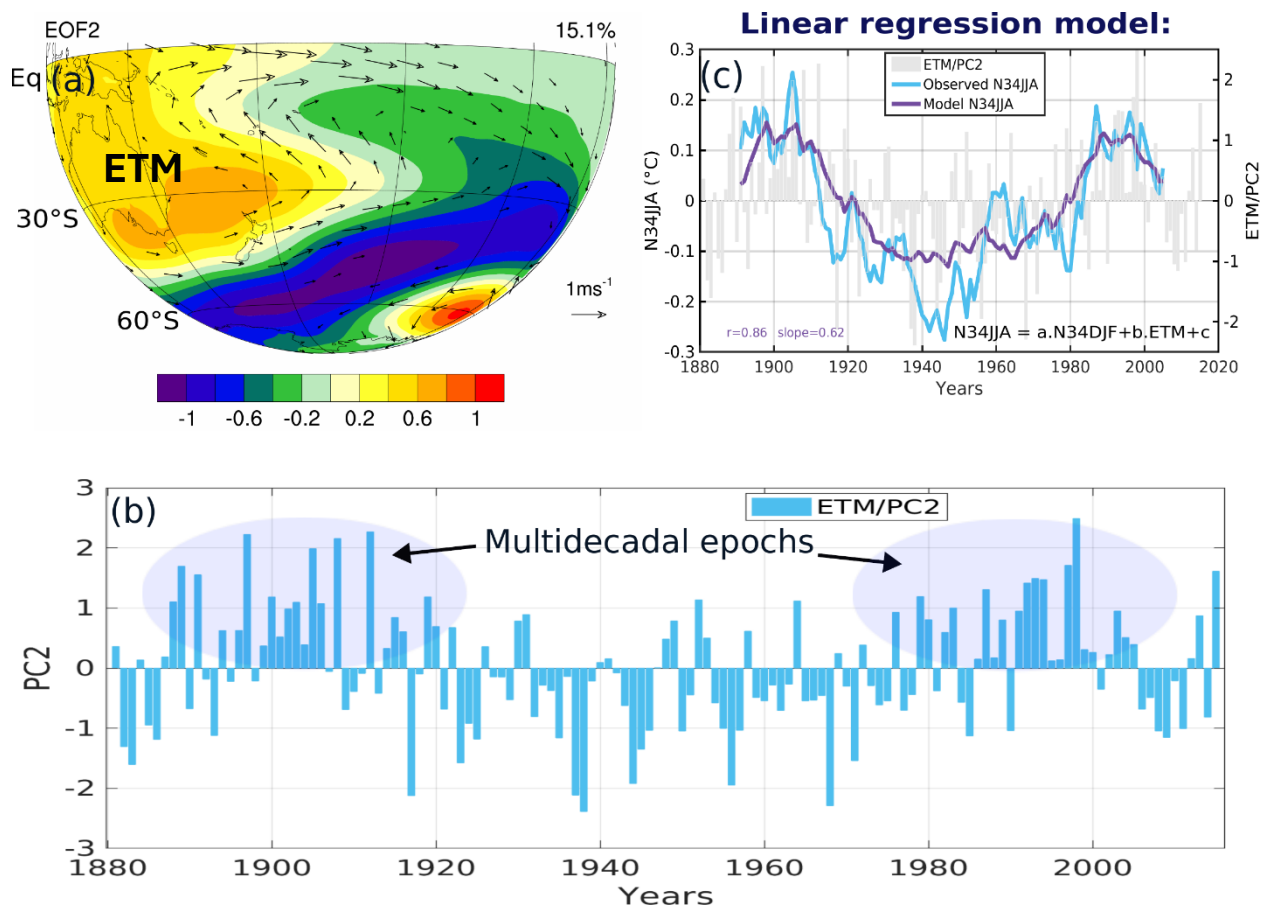 EOF2
15.1%
Eq
(a)
ETM
30°S
60°S
1ms⁻¹
-1 -0.6 -0.2 0.2 0.6 1
Linear regression model:
(c)
ETM/PC2
Observed N34JJA
Model N34JJA
N34JJA (°C)
0.3
0.2
0.1
0
-0.1
-0.2
-0.3
2
1
0
-1
-2
ETM/PC2
r=0.86 slope=0.62
N34JJA = a.N34DJF+b.ETM+c
1880 1900 1920 1940 1960 1980 2000 2020
Years
(b)
ETM/PC2
Multidecadal epochs
PC2
3
2
1
0
-1
-2
-3
1880 1900 1920 1940 1960 1980 2000
Years